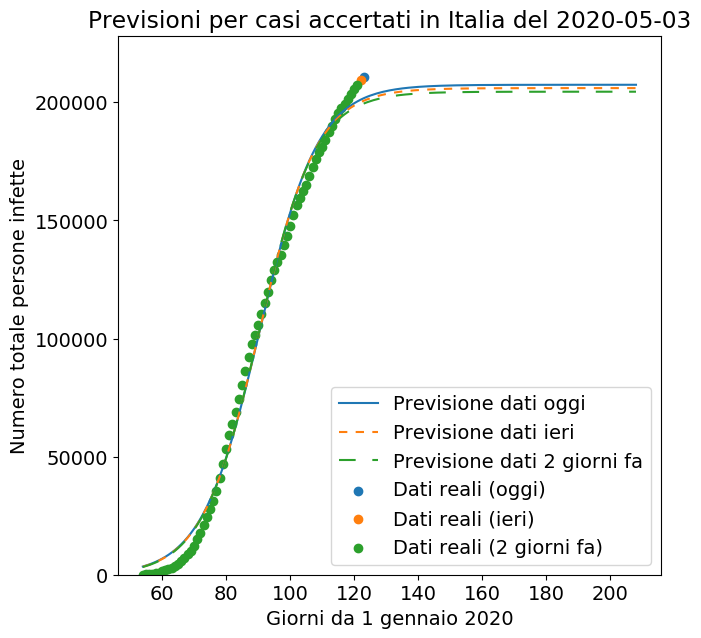 Previsioni per casi accertati in Italia del 2020-05-03
Numero totale persone infette
200000
150000
100000
50000
0
60 80 100 120 140 160 180 200
Giorni da 1 gennaio 2020
Previsione dati oggi
Previsione dati ieri
Previsione dati 2 giorni fa
Dati reali (oggi)
Dati reali (ieri)
Dati reali (2 giorni fa)